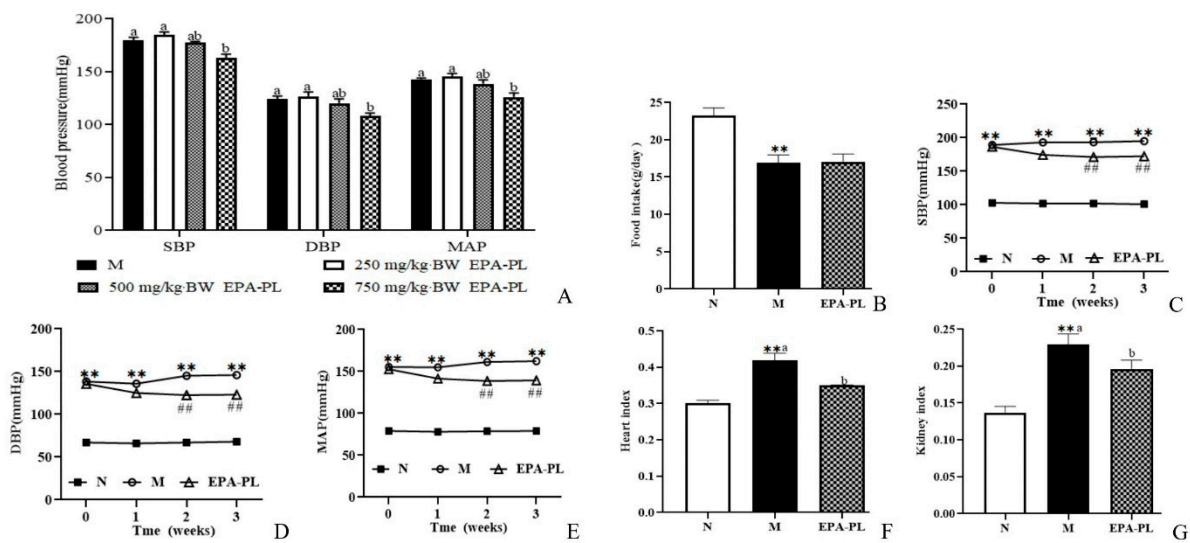 200
150
100
50
0
Blood pressure(mmHg)
a a ab b
a a ab b
a a ab b
SBP DBP MAP
M 250 mg/kg·BW EPA-PL
500 mg/kg·BW EPA-PL 750 mg/kg·BW EPA-PL
A
25
20
15
10
5
0
Food intake(g/day )
**
N M EPA-PL
B
250
200
150
100
50
0
SBP(mmHg)
** ** ** **
## ##
N M EPA-PL
0 1 2 3
Tme (weeks)
C
200
150
100
50
0
DBP(mmHg)
** ** ** **
## ##
N M EPA-PL
0 1 2 3
Tme (weeks)
D
200
150
100
50
0
MAP(mmHg)
** ** ** **
## ##
N M EPA-PL
0 1 2 3
Tme (weeks)
E
0.5
0.4
0.3
0.2
0.1
0.0
Heart index
**a
b
N M EPA-PL
F
0.25
0.20
0.15
0.10
0.05
0.00
Kidney index
**a
b
N M EPA-PL
G